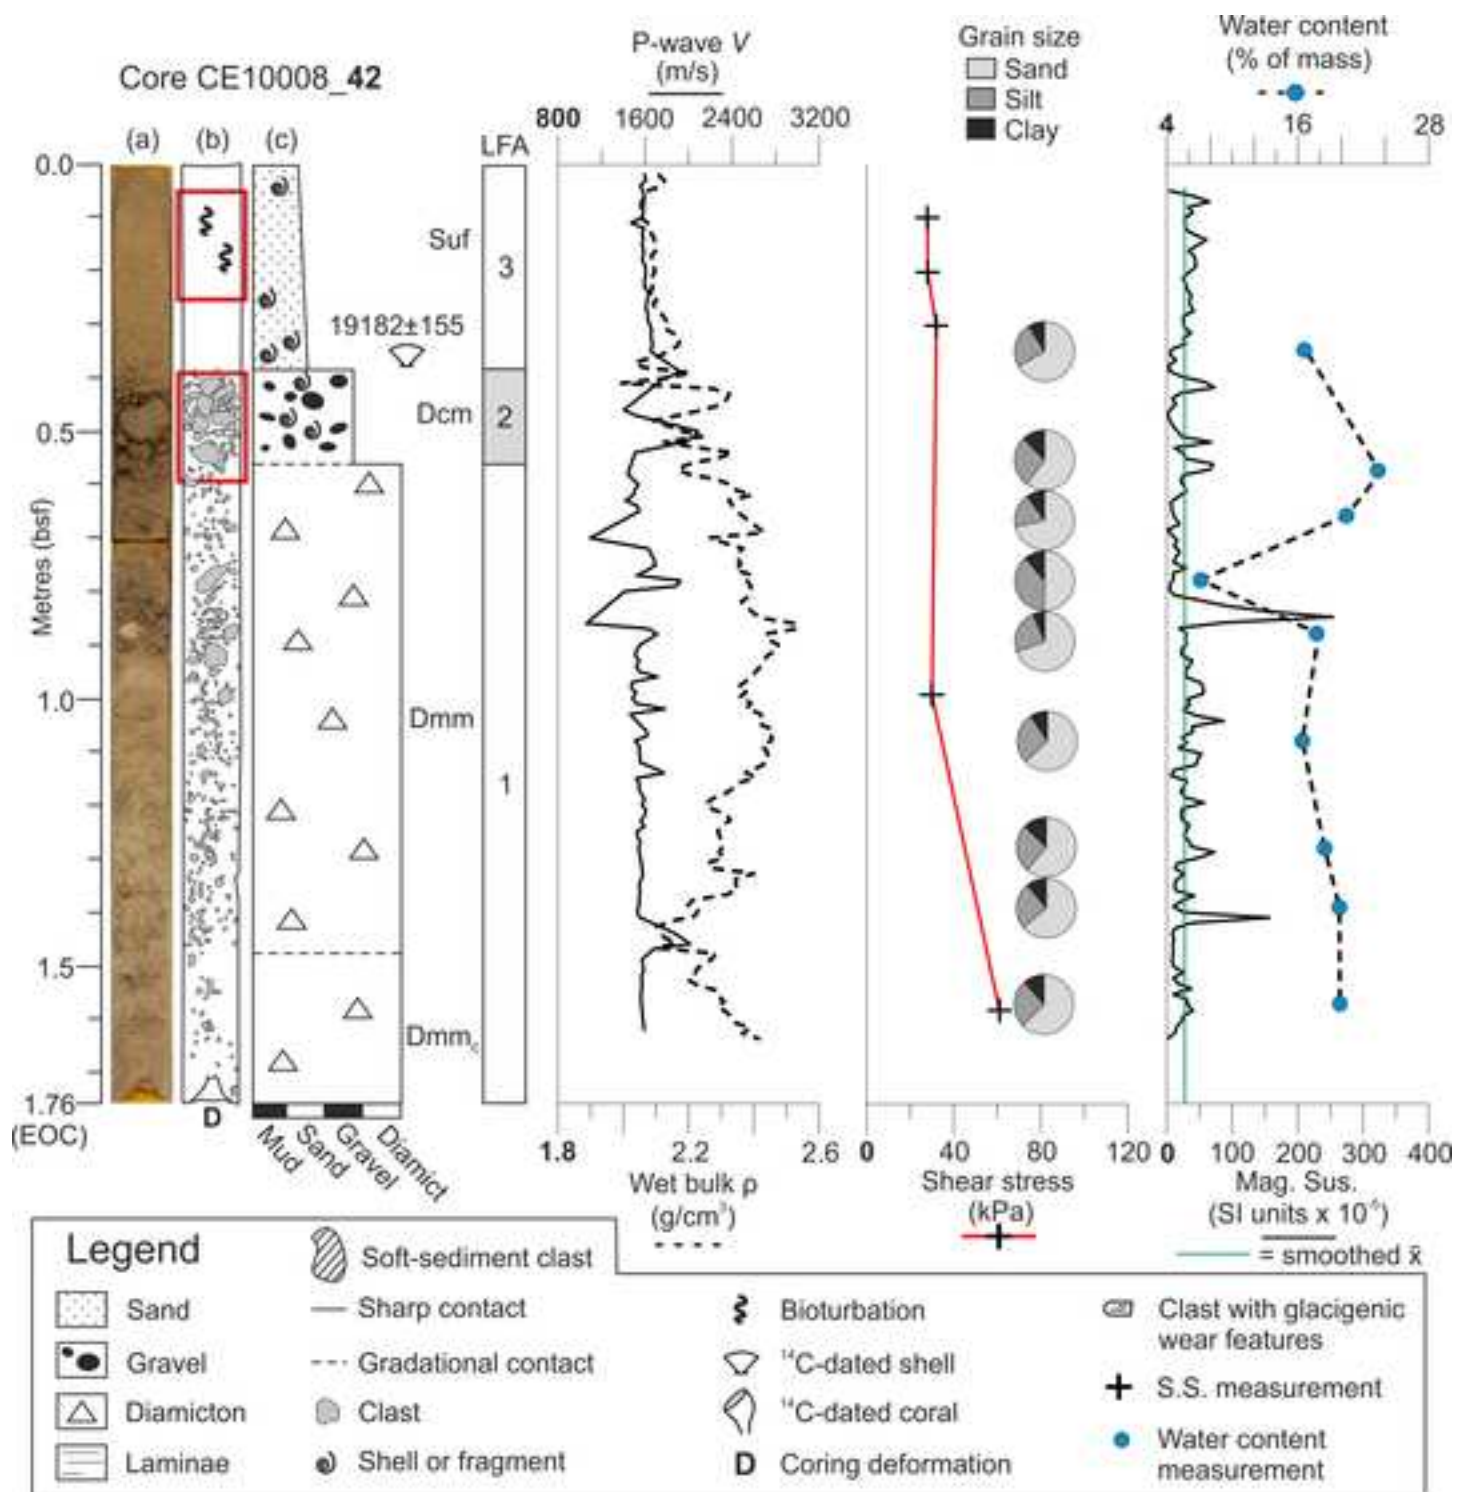 Core CE10008_42
P-wave V
(m/s)
800 1600 2400 3200
Grain size
Sand
Silt
Clay
Water content
(% of mass)
4 16 28
(a) (b) (c) LFA
0.0
0.5
1.0
1.5
1.76
(EOC)
Metres (bsf)
Suf
3
19182±155
Dcm
2
Dmm
1
Dmmc
D
Mud
Sand
Gravel
Diamict
1.8 2.2 2.6
Wet bulk ρ
(g/cm³)
0 40 80 120
Shear stress
(kPa)
0 100 200 300 400
Mag. Sus.
(SI units x 10⁻⁵)
= smoothed x̄
Legend
Sand
Gravel
Diamicton
Laminae
Soft-sediment clast
Sharp contact
Gradational contact
Clast
Shell or fragment
Bioturbation
¹⁴C-dated shell
¹⁴C-dated coral
D Coring deformation
Clast with glacigenic
wear features
S.S. measurement
Water content
measurement